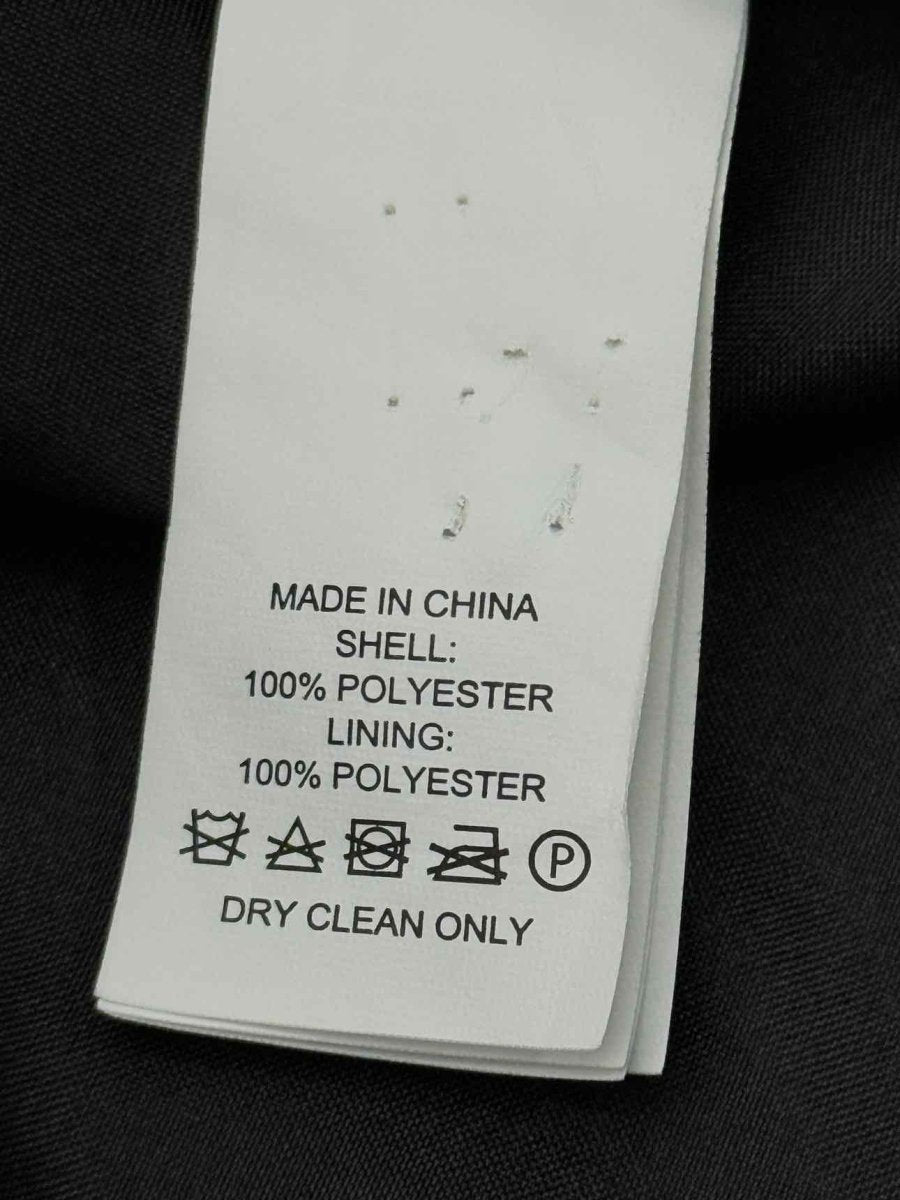 MADE IN CHINA
SHELL:
100% POLYESTER
LINING:
100% POLYESTER
P
DRY CLEAN ONLY